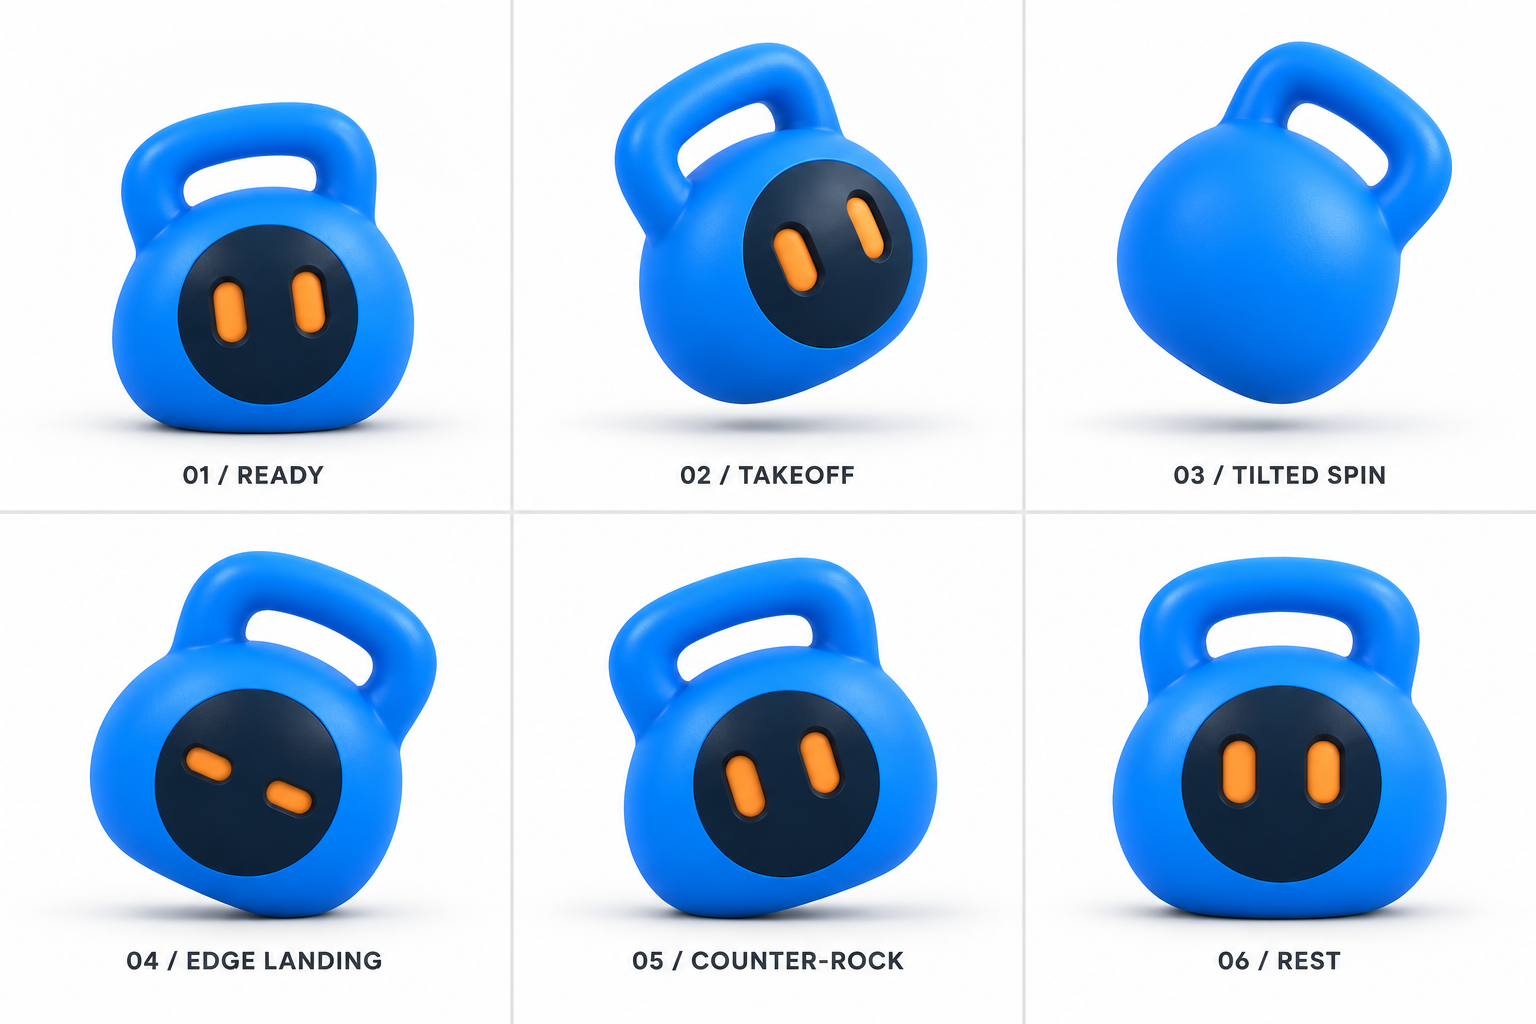 01 / READY
02 / TAKEOFF
03 / TILTED SPIN
04 / EDGE LANDING
05 / COUNTER-ROCK
06 / REST